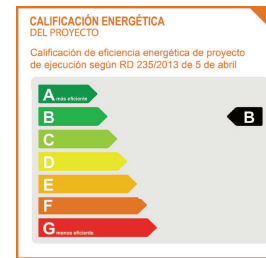 CALIFICACIÓN ENERGÉTICA
DEL PROYECTO
Calificación de eficiencia energética de proyecto
de ejecución según RD 235/2013 de 5 de abril
A más eficiente
B B
C
D
E
F
G menos eficiente